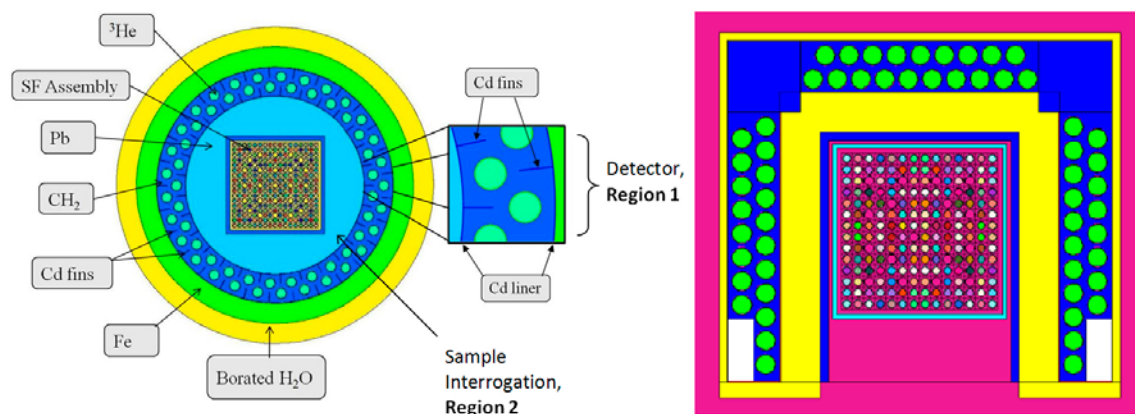 ³He
SF Assembly
Pb
CH₂
Cd fins
Fe
Borated H₂O
Sample
Interrogation,
Region 2
Cd fins
Cd liner
Detector,
Region 1